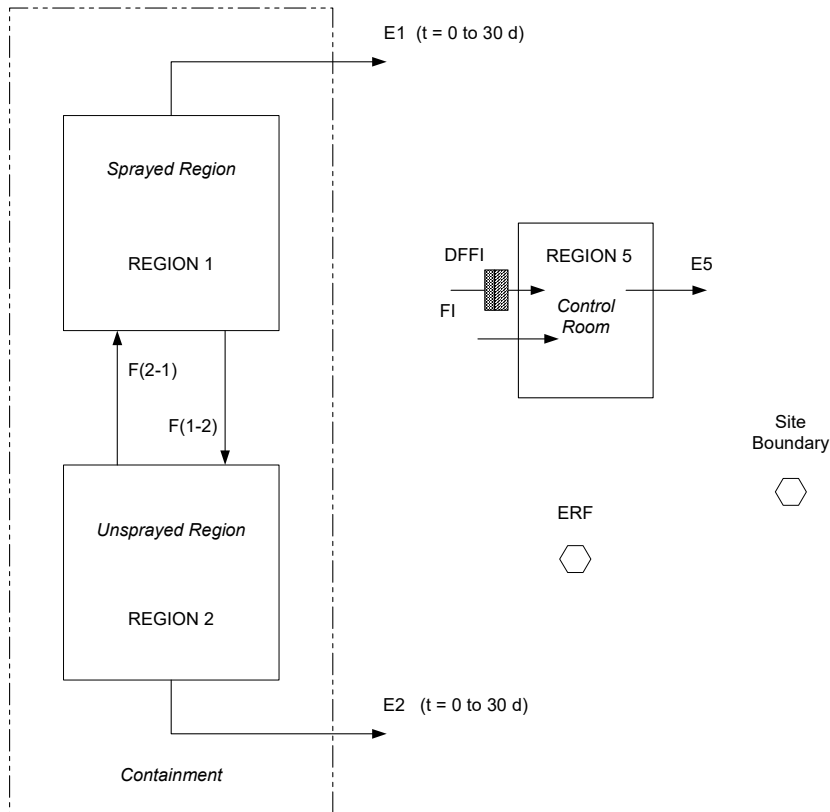 E1 (t = 0 to 30 d)
Sprayed Region
REGION 1
DFFI
REGION 5
E5
FI
Control
Room
F(2-1)
F(1-2)
Site
Boundary
Unsprayed Region
ERF
REGION 2
E2 (t = 0 to 30 d)
Containment